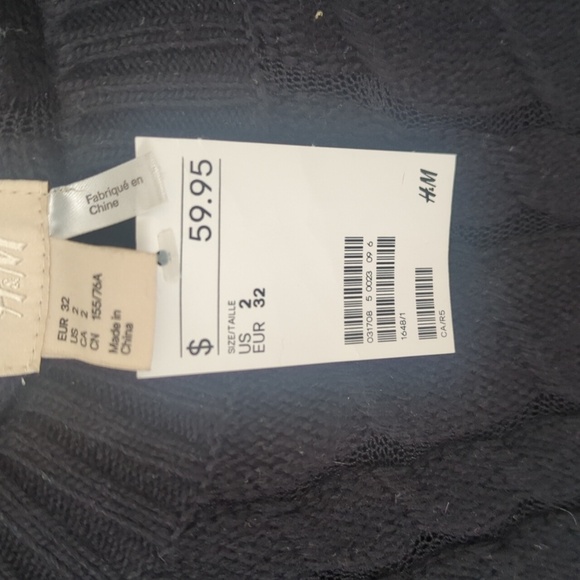 H&M
EUR 32
US 2
CA 2
CN 155/76A
Made in
China
Fabriqué en
Chine
$ 59.95
SIZE/TAILLE
US 2
EUR 32
031708 5 0023 09 6
1648/1
CA/R5
H&M